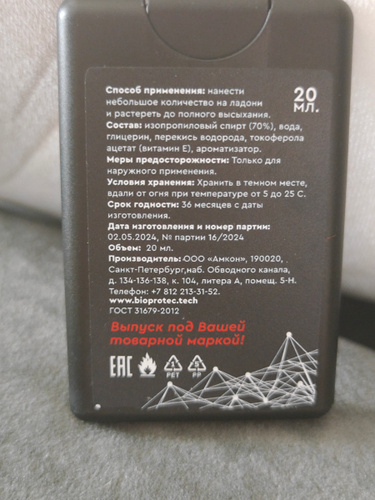 Способ применения: нанести
небольшое количество на ладони
и растереть до полного высыхания.
20
МЛ.
Состав: изопропиловый спирт (70%), вода,
глицерин, перекись водорода, токоферола
ацетат (витамин Е), ароматизатор.
Меры предосторожности: Только для
наружного применения.
Условия хранения: Хранить в темном месте,
вдали от огня при температуре от 5 до 25 С.
Срок годности: 36 месяцев с даты
изготовления.
Дата изготовления и номер партии:
02.05.2024, № партии 16/2024
Объем: 20 мл.
Производитель: ООО «Амкон», 190020,
Санкт-Петербург,наб. Обводного канала,
д. 134-136-138, к. 104, литера А, помещ. 5-Н.
Телефон: +7 812 213-31-52.
www.bioprotec.tech
ГОСТ 31679-2012
Выпуск под Вашей
товарной маркой!
EAC
1
PET
5
PP